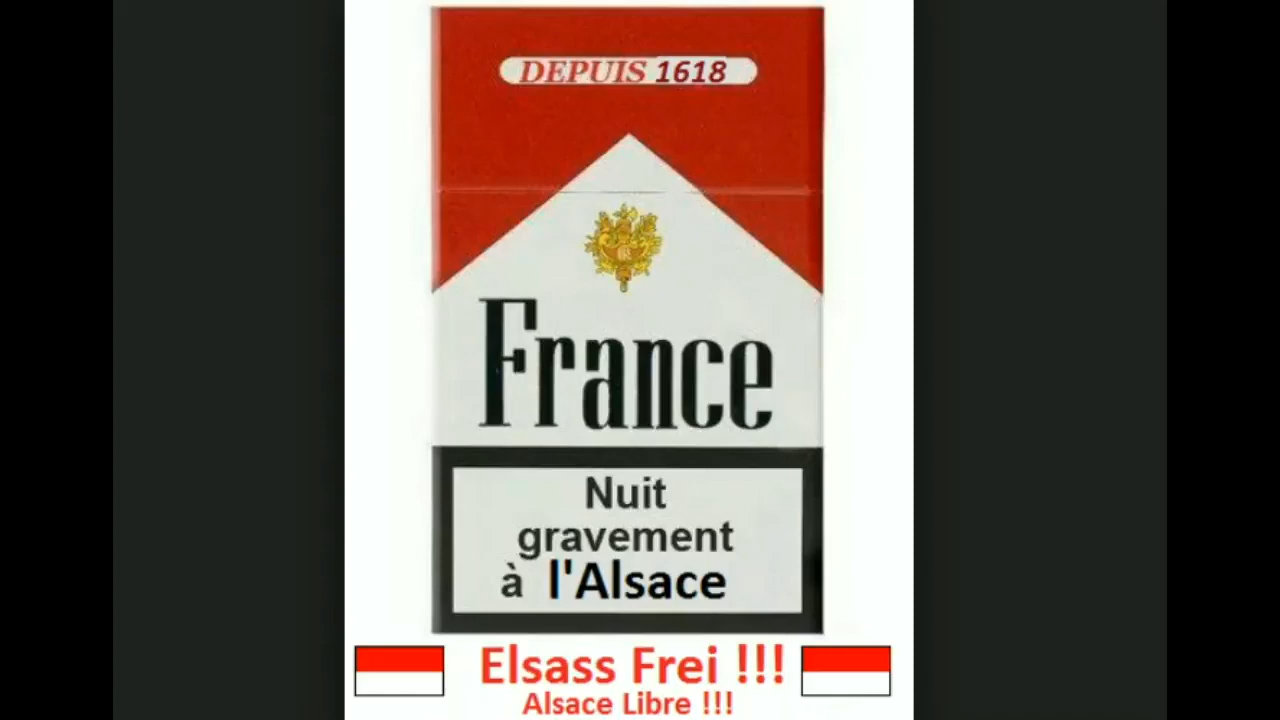 DEPUIS 1618
France
Nuit
gravement
à l'Alsace
Elsass Frei !!!
Alsace Libre !!!